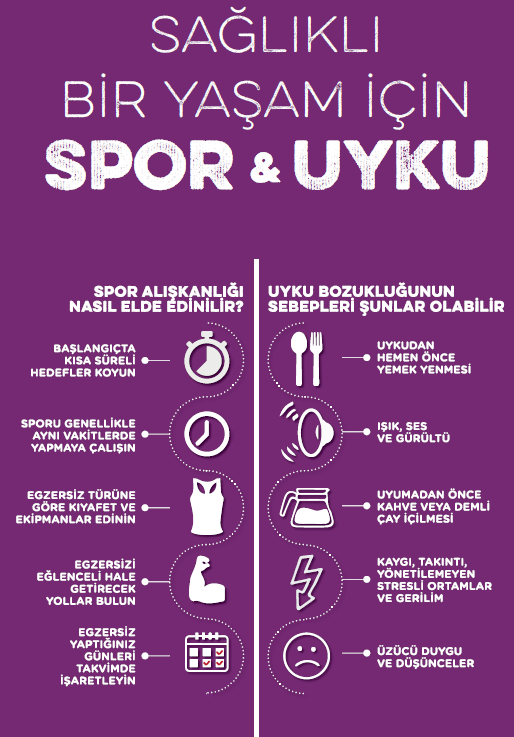 SAĞLIKLI
BİR YAŞAM İÇİN
SPOR & UYKU
SPOR ALIŞKANLIĞI
NASIL ELDE EDİNİLİR?
BAŞLANGIÇTA
KISA SÜRELİ
HEDEFLER KOYUN
SPORU GENELLİKLE
AYNI VAKİTLERDE
YAPMAYA ÇALIŞIN
EGZERSİZ TÜRÜNE
GÖRE KIYAFET VE
EKİPMANLAR EDİNİN
EGZERSİZİ
EĞLENCELİ HALE
GETİRECEK
YOLLAR BULUN
EGZERSİZ
YAPTIĞINIZ
GÜNLERİ
TAKVİMDE
İŞARETLEYİN
UYKU BOZUKLUĞUNUN
SEBEPLERİ ŞUNLAR OLABİLİR
UYKUDAN
HEMEN ÖNCE
YEMEK YENMESİ
IŞIK, SES
VE GÜRÜLTÜ
UYUMADAN ÖNCE
KAHVE VEYA DEMLİ
ÇAY İÇİLMESİ
KAYGI, TAKINTI,
YÖNETİLEMEYEN
STRESLİ ORTAMLAR
VE GERİLİM
ÜZÜCÜ DUYGU
VE DÜŞÜNCELER